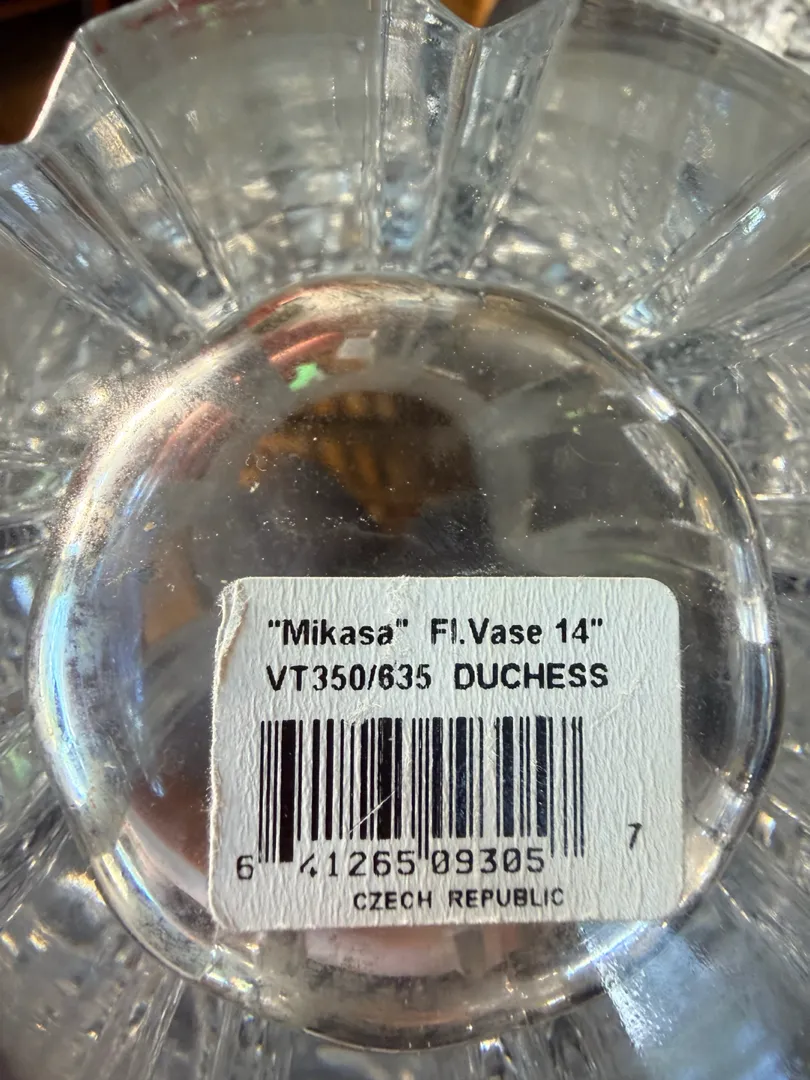 "Mikasa" Fl.Vase 14"
VT350/635 DUCHESS
6 41265 09305 7
CZECH REPUBLIC